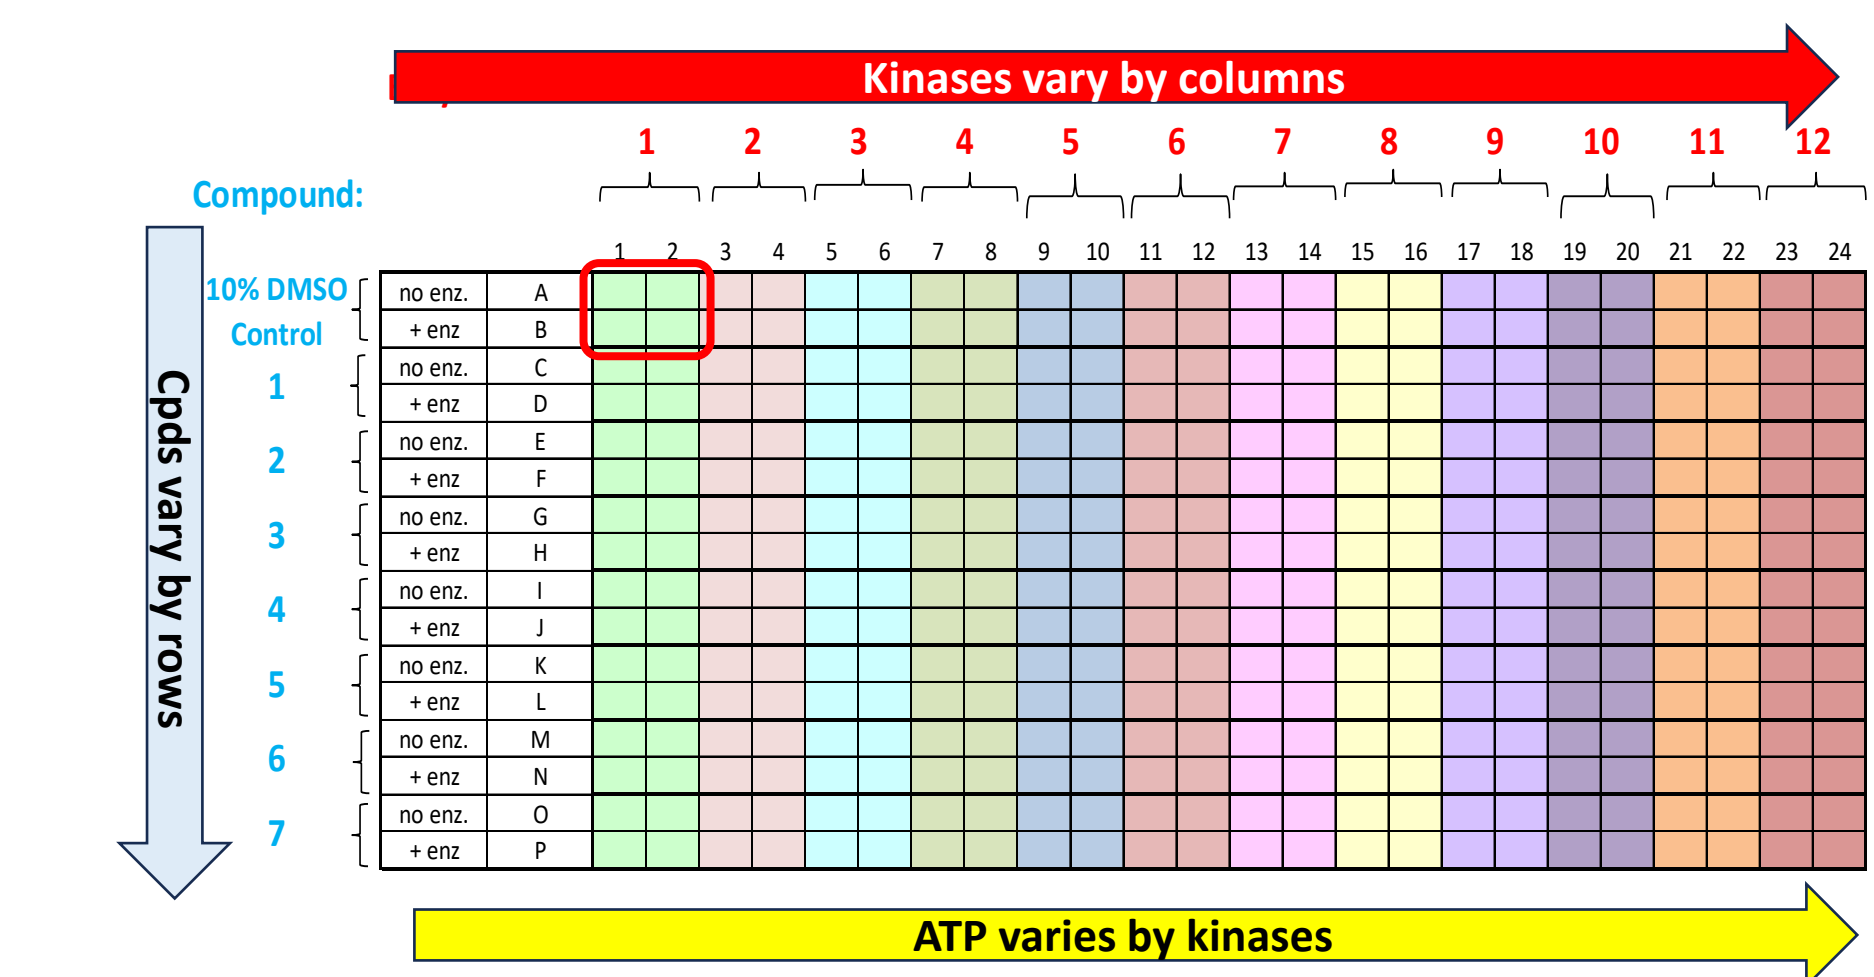 Kinases vary by columns
1 2 3 4 5 6 7 8 9 10 11 12
Compound:
1 2 3 4 5 6 7 8 9 10 11 12 13 14 15 16 17 18 19 20 21 22 23 24
10% DMSO no enz. A
Control + enz B
1 no enz. C
+ enz D
2 no enz. E
+ enz F
3 no enz. G
+ enz H
4 no enz. I
+ enz J
5 no enz. K
+ enz L
6 no enz. M
+ enz N
7 no enz. O
+ enz P
Cpds vary by rows
ATP varies by kinases